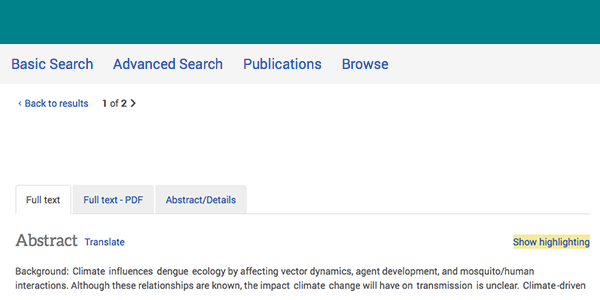 Basic Search Advanced Search Publications Browse
‹ Back to results 1 of 2 >
Full text Full text - PDF Abstract/Details
Abstract Translate Show highlighting
Background: Climate influences dengue ecology by affecting vector dynamics, agent development, and mosquito/human
interactions. Although these relationships are known, the impact climate change will have on transmission is unclear. Climate-driven